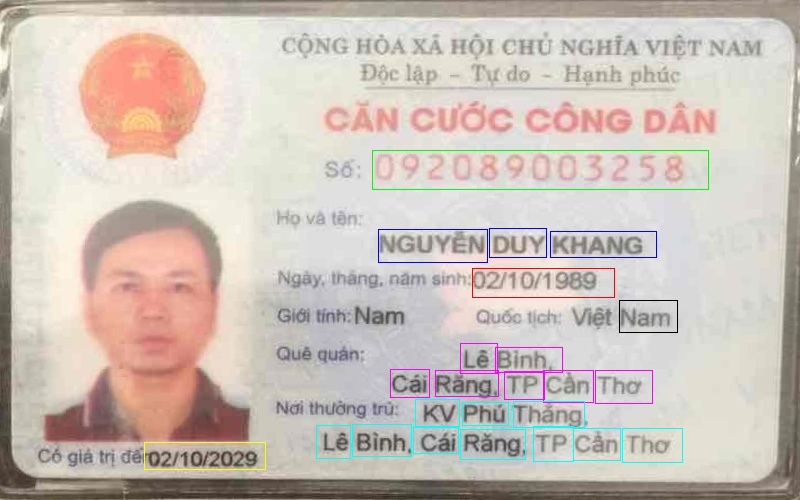 CỘNG HÒA XÃ HỘI CHỦ NGHĨA VIỆT NAM
Độc lập - Tự do - Hạnh phúc
CĂN CƯỚC CÔNG DÂN
Số: 092089003258
Họ và tên:
NGUYỄN DUY KHANG
Ngày, tháng, năm sinh: 02/10/1989
Giới tính: Nam Quốc tịch: Việt Nam
Quê quán: Lê Bình,
Cái Răng, TP Cần Thơ
Nơi thường trú: KV Phú Thắng,
Lê Bình, Cái Răng, TP Cần Thơ
Có giá trị đến 02/10/2029